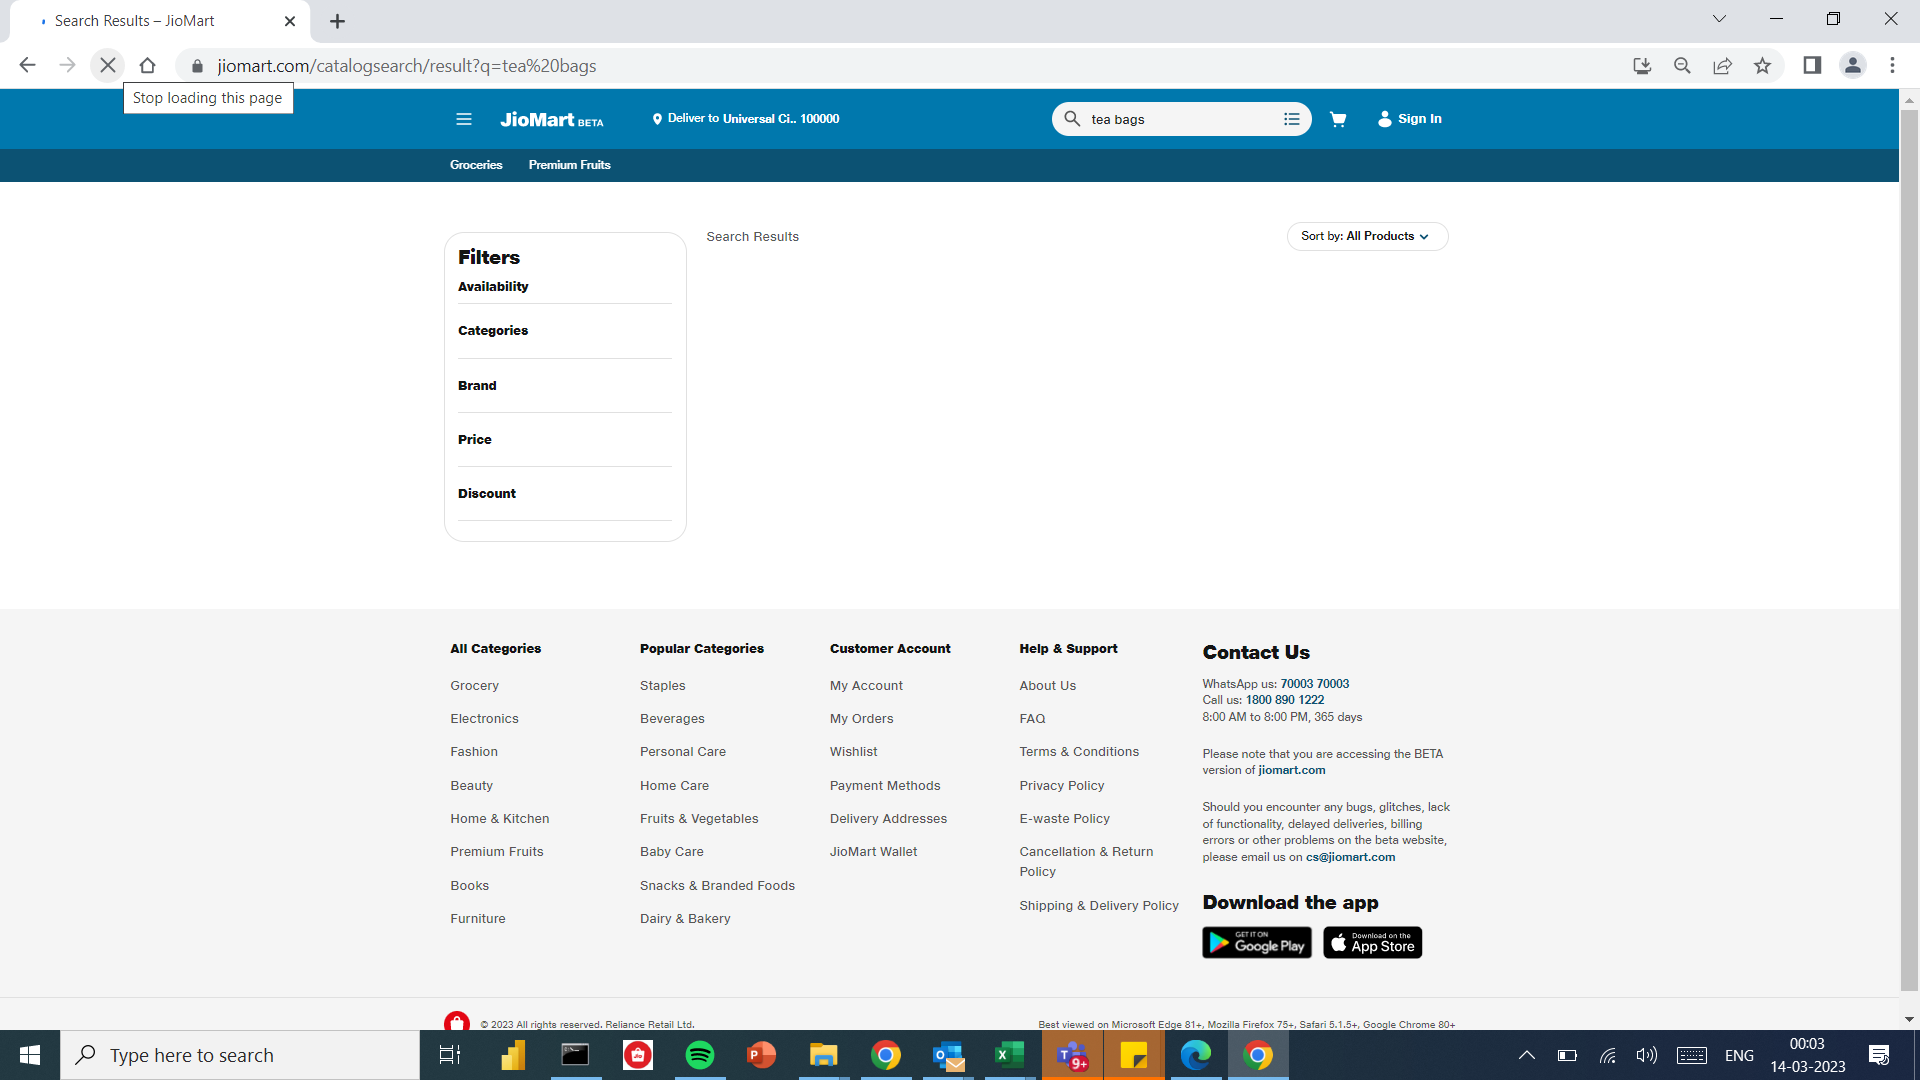 Search Results – JioMart
jiomart.com/catalogsearch/result?q=tea%20bags
Stop loading this page
JioMart BETA
Deliver to Universal Ci.. 100000
tea bags
Sign In
Groceries
Premium Fruits
Filters
Availability
Categories
Brand
Price
Discount
Search Results
Sort by: All Products
All Categories
Grocery
Electronics
Fashion
Beauty
Home & Kitchen
Premium Fruits
Books
Furniture
Popular Categories
Staples
Beverages
Personal Care
Home Care
Fruits & Vegetables
Baby Care
Snacks & Branded Foods
Dairy & Bakery
Customer Account
My Account
My Orders
Wishlist
Payment Methods
Delivery Addresses
JioMart Wallet
Help & Support
About Us
FAQ
Terms & Conditions
Privacy Policy
E-waste Policy
Cancellation & Return
Policy
Shipping & Delivery Policy
Contact Us
WhatsApp us: 70003 70003
Call us: 1800 890 1222
8:00 AM to 8:00 PM, 365 days
Please note that you are accessing the BETA
version of jiomart.com
Should you encounter any bugs, glitches, lack
of functionality, delayed deliveries, billing
errors or other problems on the beta website,
please email us on cs@jiomart.com
Download the app
GET IT ON
Google Play
Download on the
App Store
© 2023 All rights reserved. Reliance Retail Ltd.
Best viewed on Microsoft Edge 81+, Mozilla Firefox 75+, Safari 5.1.5+, Google Chrome 80+
Type here to search
9+
ENG
00:03
14-03-2023